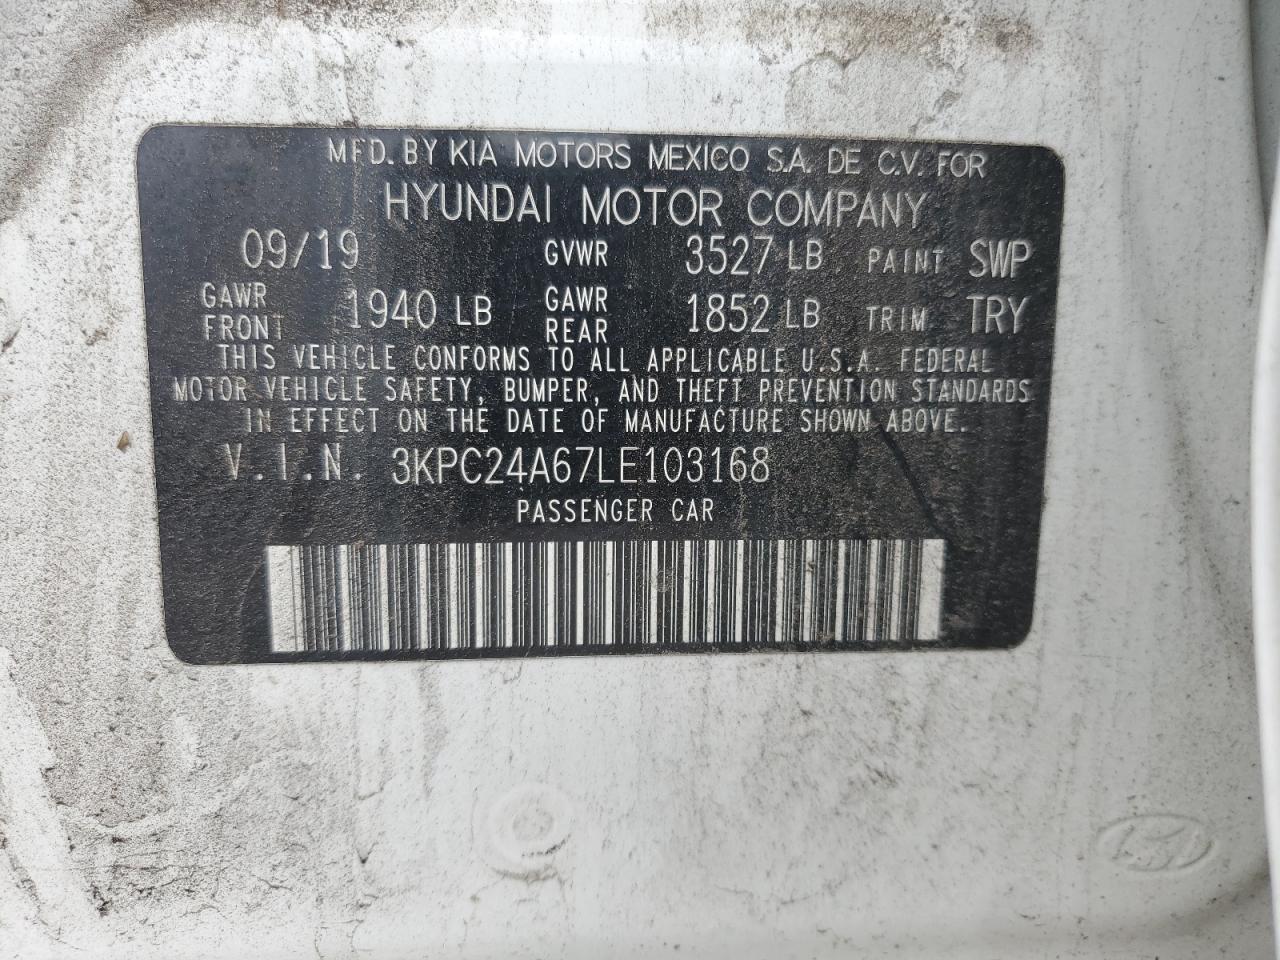 MFD. BY KIA MOTORS MEXICO S.A. DE C.V. FOR
HYUNDAI MOTOR COMPANY
09/19 GVWR 3527 LB PAINT SWP
GAWR FRONT 1940 LB GAWR REAR 1852 LB TRIM TRY
THIS VEHICLE CONFORMS TO ALL APPLICABLE U.S.A. FEDERAL
MOTOR VEHICLE SAFETY, BUMPER, AND THEFT PREVENTION STANDARDS
IN EFFECT ON THE DATE OF MANUFACTURE SHOWN ABOVE.
V.I.N. 3KPC24A67LE103168
PASSENGER CAR